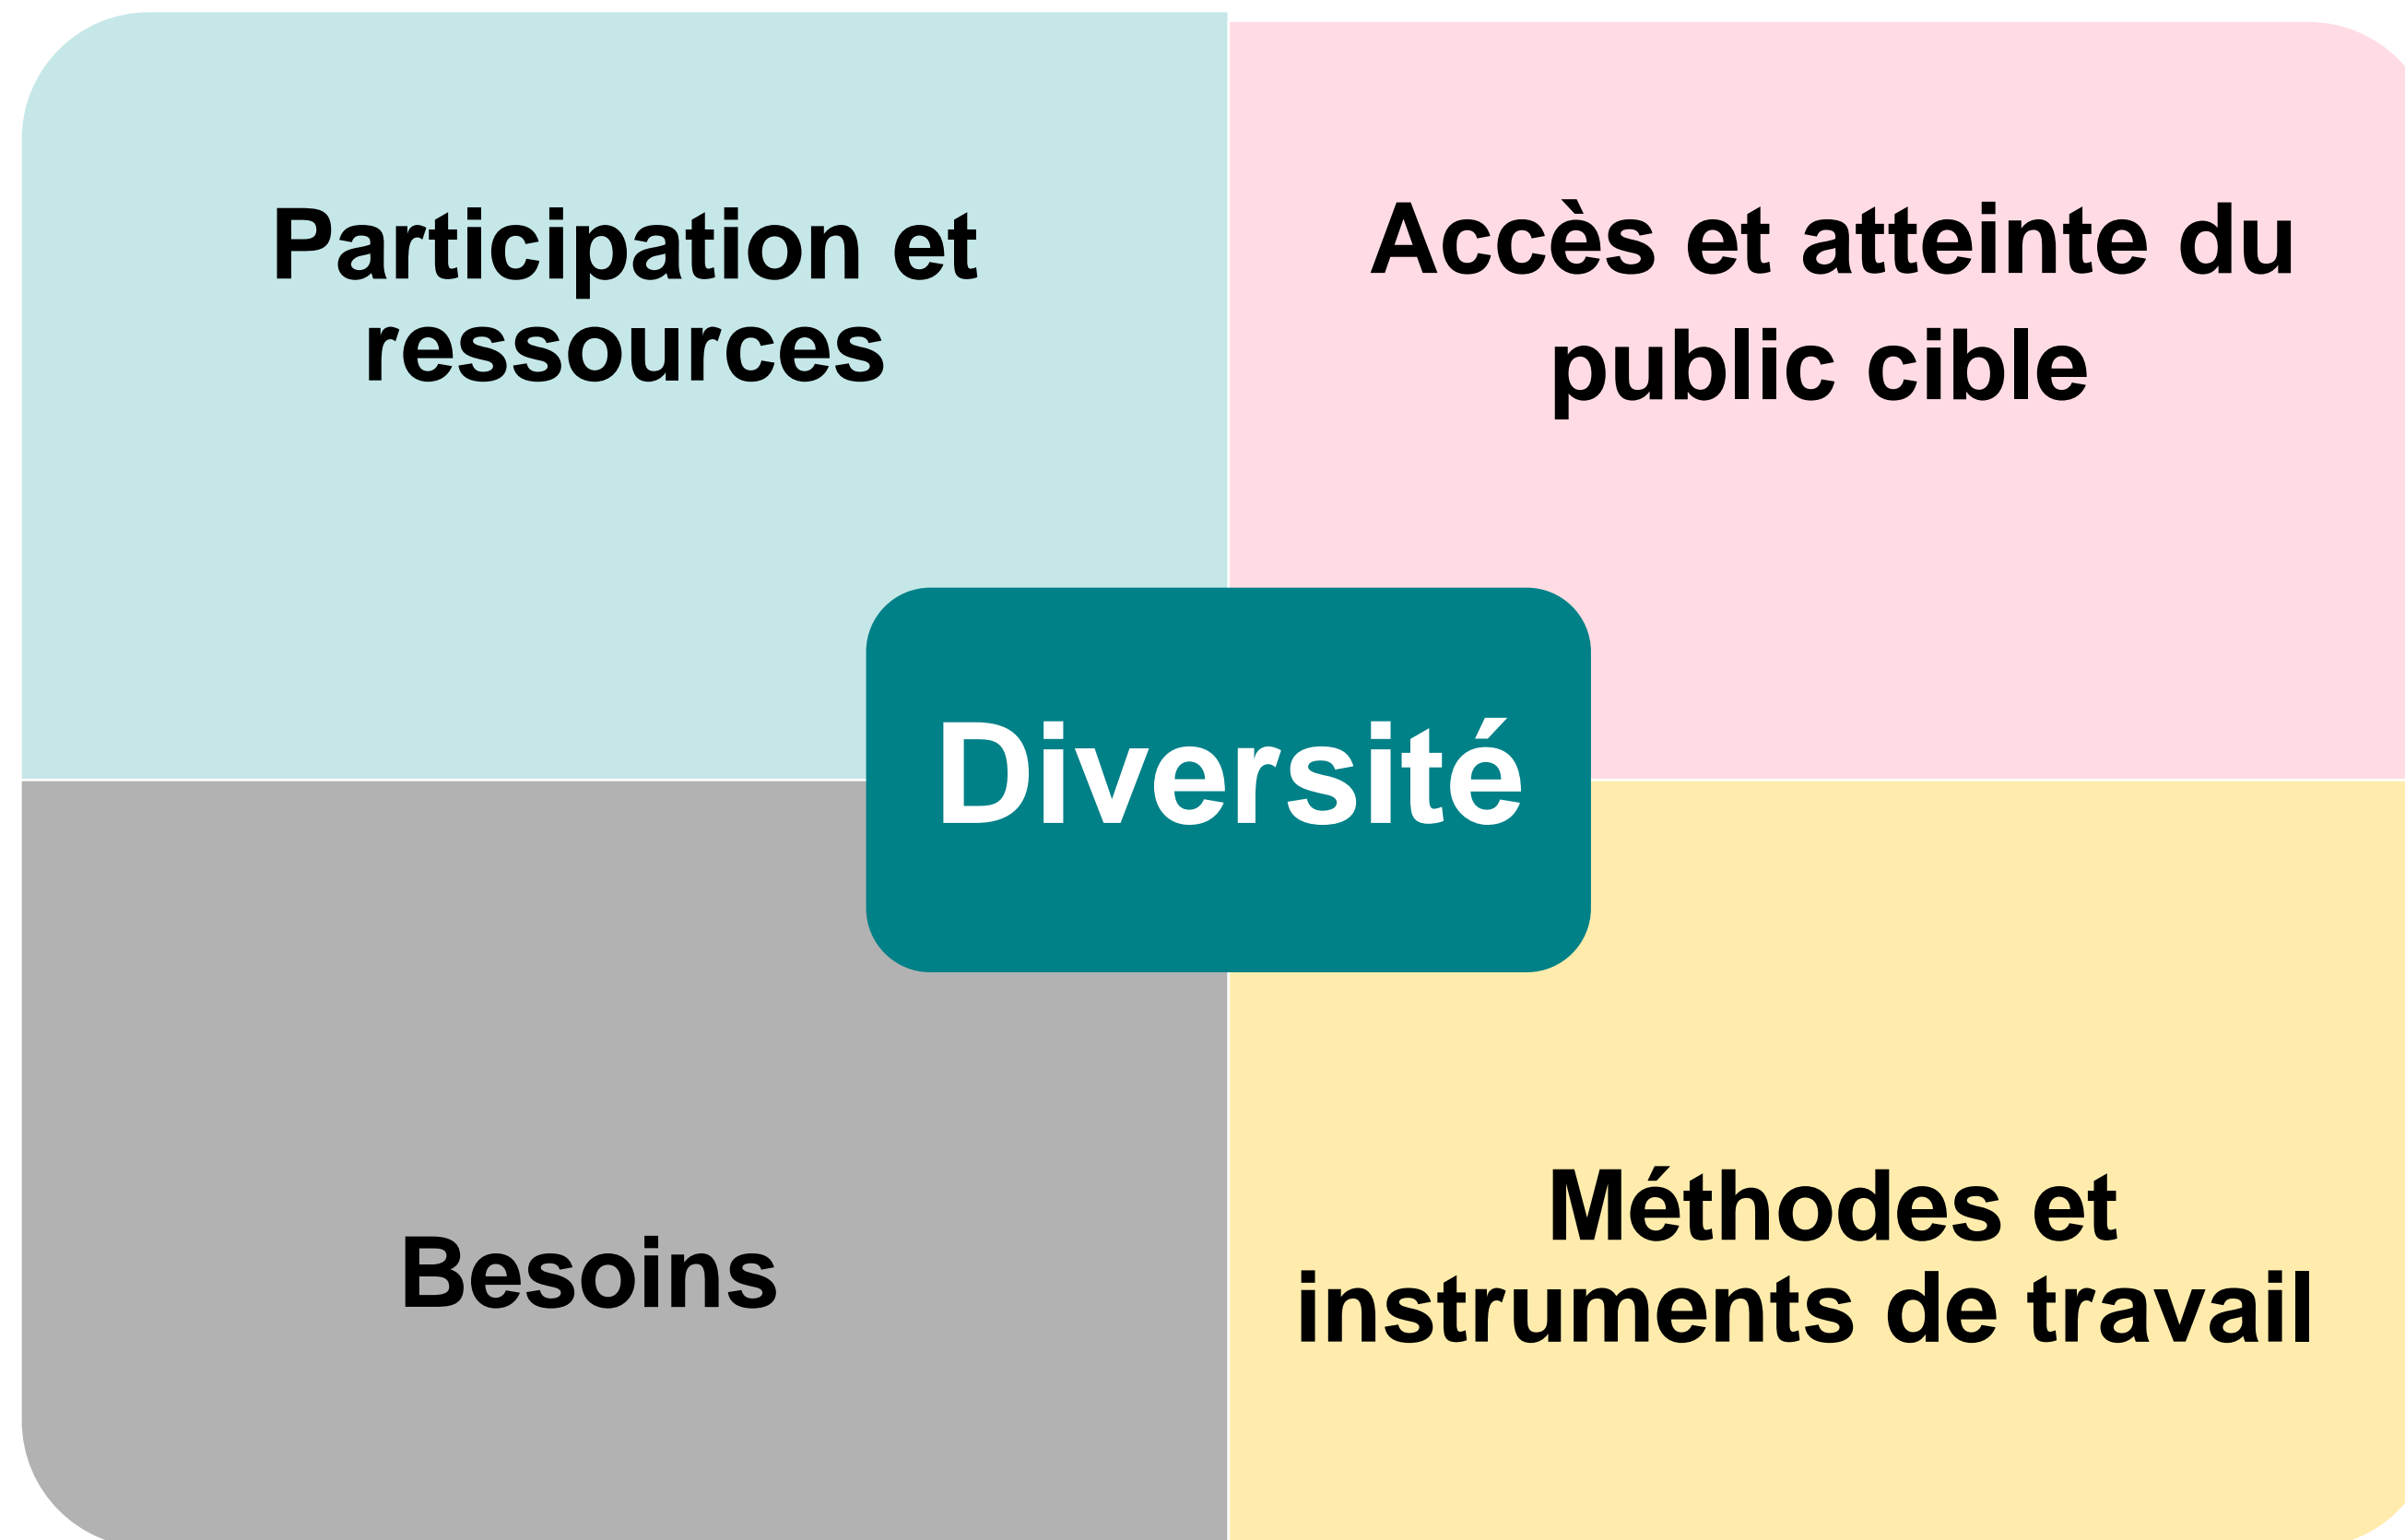 Participation et
ressources
Accès et atteinte du
public cible
Diversité
Besoins
Méthodes et
instruments de travail